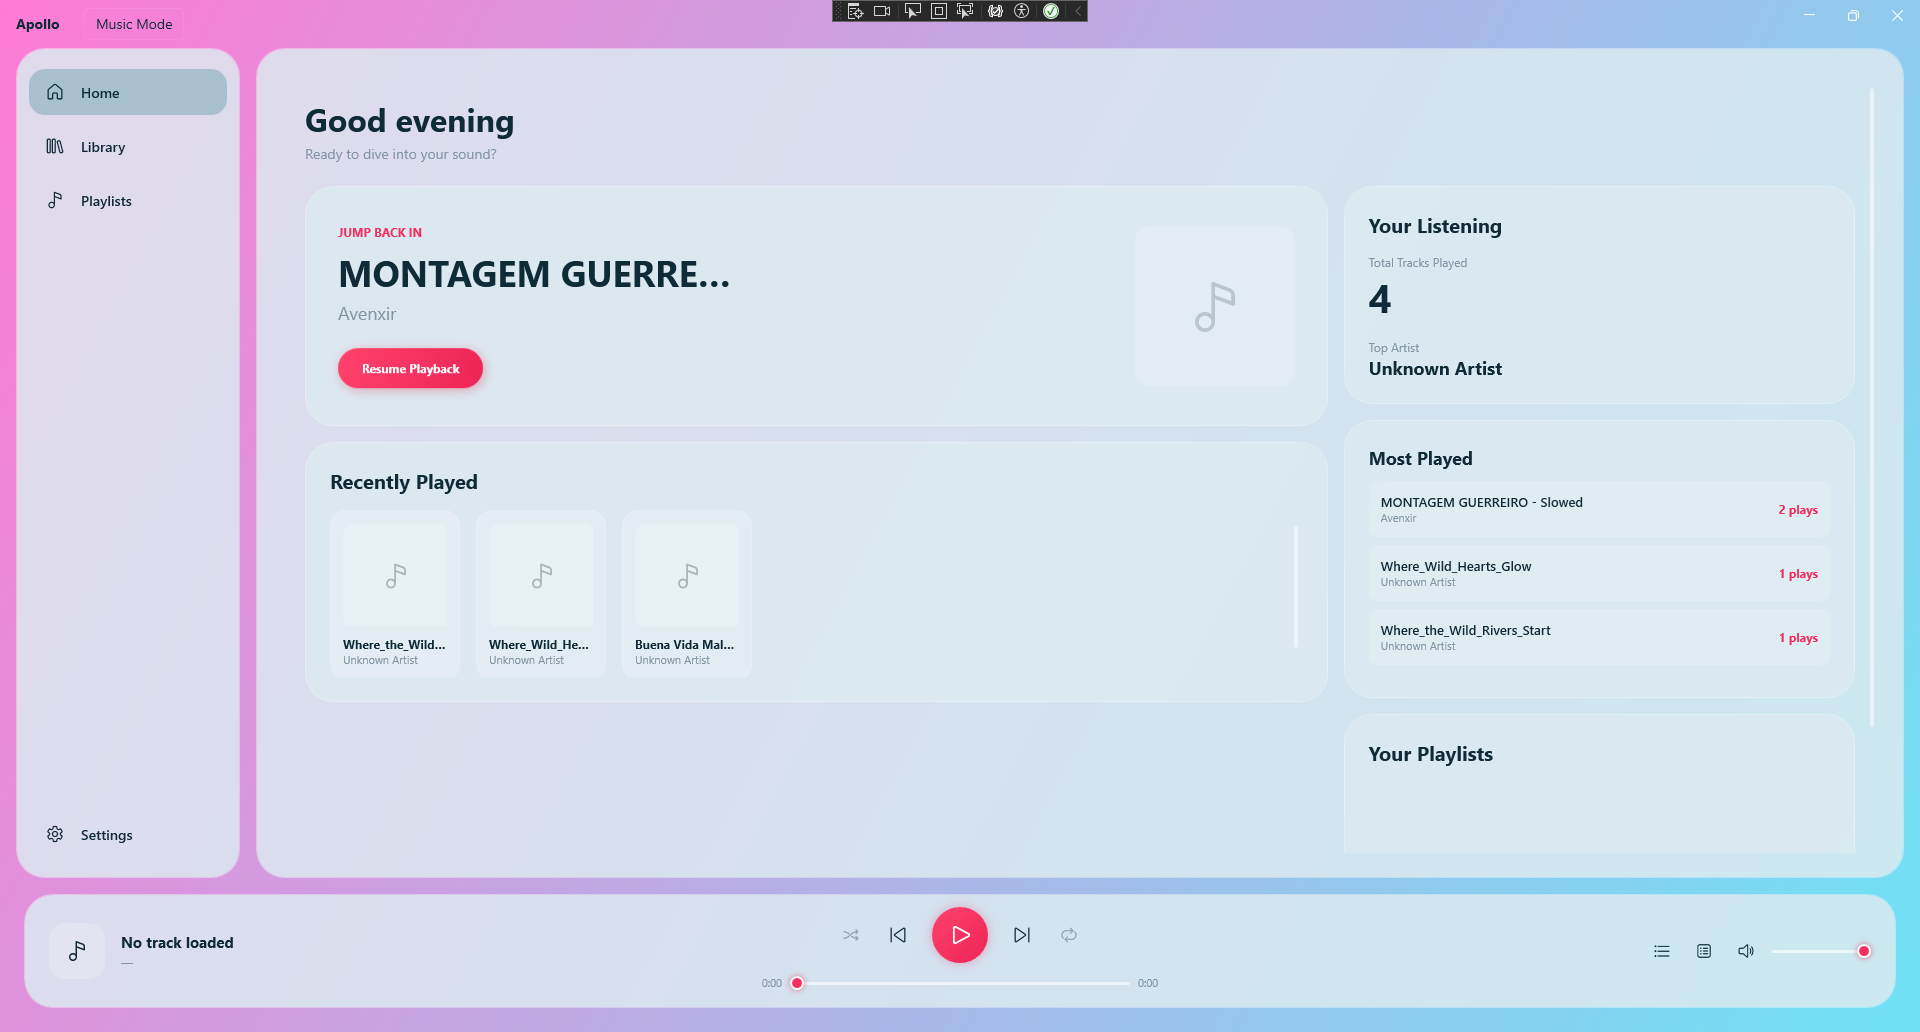 Apollo
Music Mode
Home
Library
Playlists
Settings
Good evening
Ready to dive into your sound?
JUMP BACK IN
MONTAGEM GUERRE...
Avenxir
Resume Playback
Recently Played
Where_the_Wild...
Unknown Artist
Where_Wild_He...
Unknown Artist
Buena Vida Mal...
Unknown Artist
Your Listening
Total Tracks Played
4
Top Artist
Unknown Artist
Most Played
MONTAGEM GUERREIRO - Slowed
Avenxir
2 plays
Where_Wild_Hearts_Glow
Unknown Artist
1 plays
Where_the_Wild_Rivers_Start
Unknown Artist
1 plays
Your Playlists
No track loaded
—
0:00
0:00